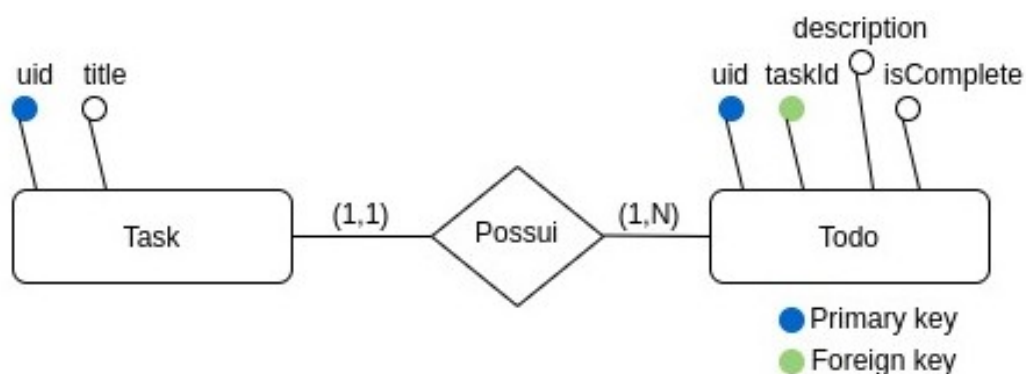 description
uid title
uid taskId isComplete
Task (1,1) Possui (1,N) Todo
Primary key
Foreign key